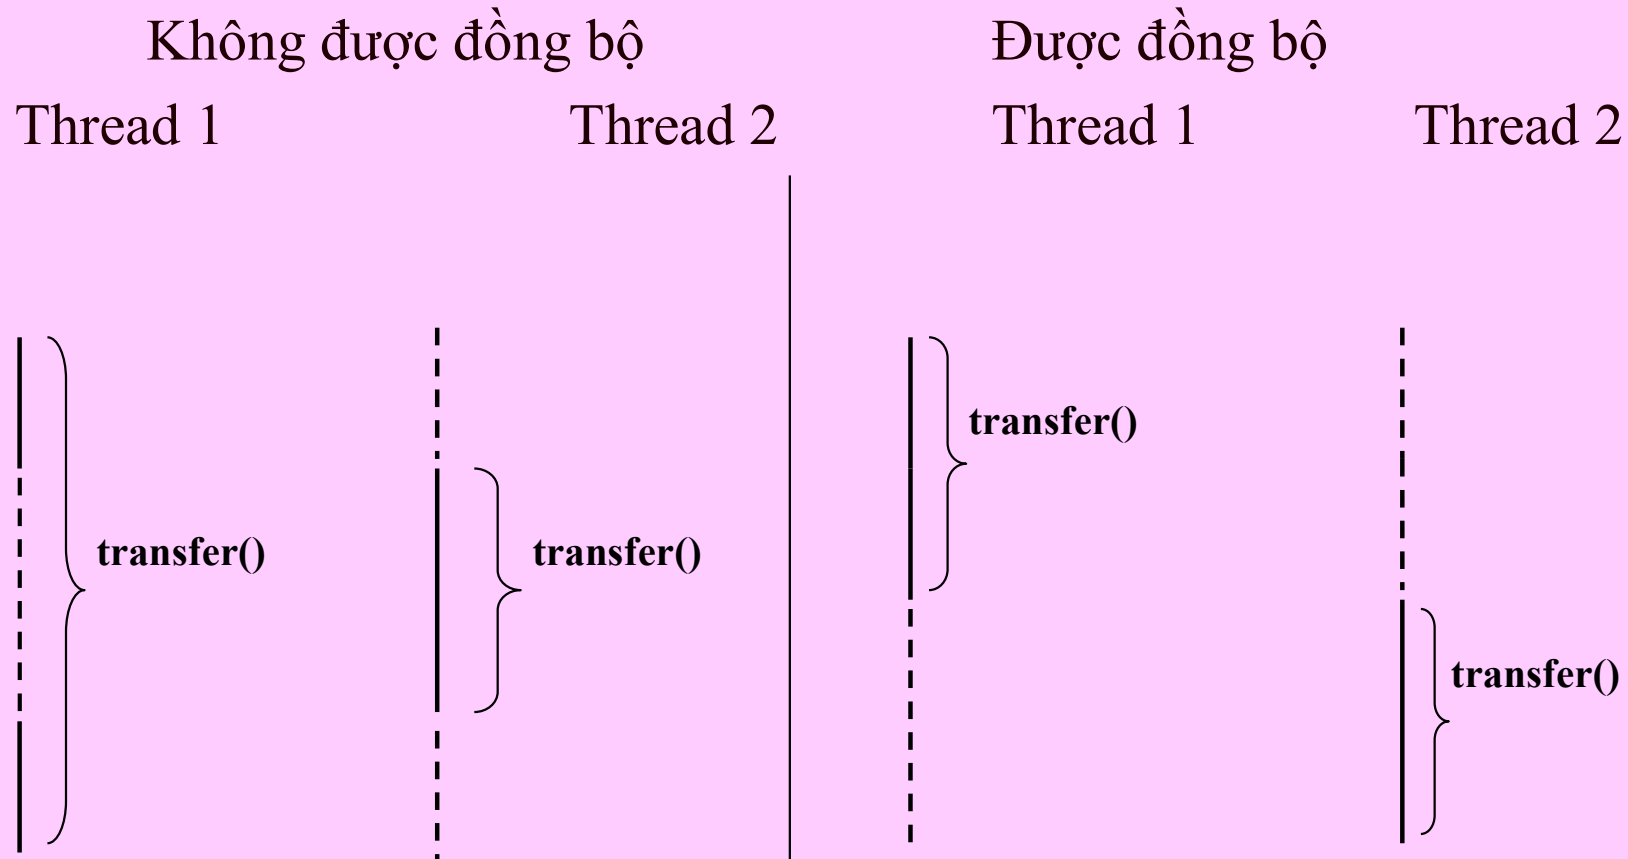 Không được đồng bộ
Được đồng bộ
Thread 1
Thread 2
Thread 1
Thread 2
transfer()
transfer()
transfer()
transfer()